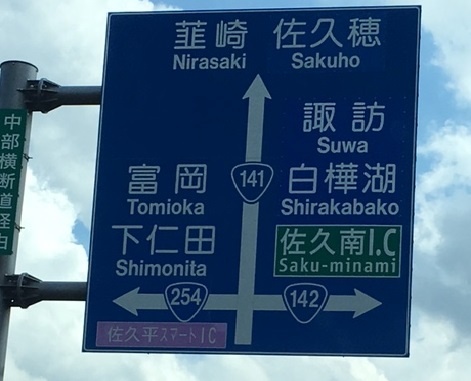 韮崎 佐久穂
Nirasaki Sakuho
諏訪
Suwa
富岡
Tomioka
141
白樺湖
Shirakabako
下仁田
Shimonita
佐久南I.C
Saku-minami
254
142
佐久平スマートIC
中部横断道経由